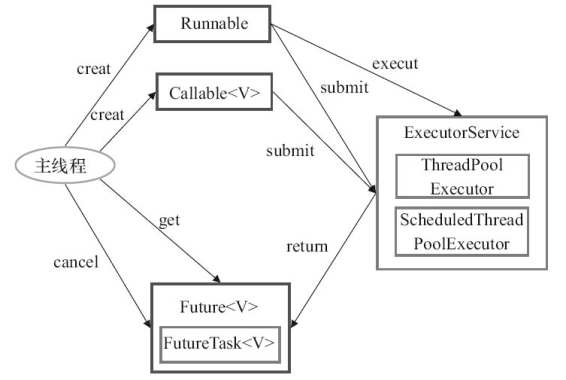 Runnable
creat
execut
Callable<V>
submit
creat
submit
ExecutorService
主线程
ThreadPool
Executor
ScheduledThread
PoolExecutor
get
cancel
return
Future<V>
FutureTask<V>